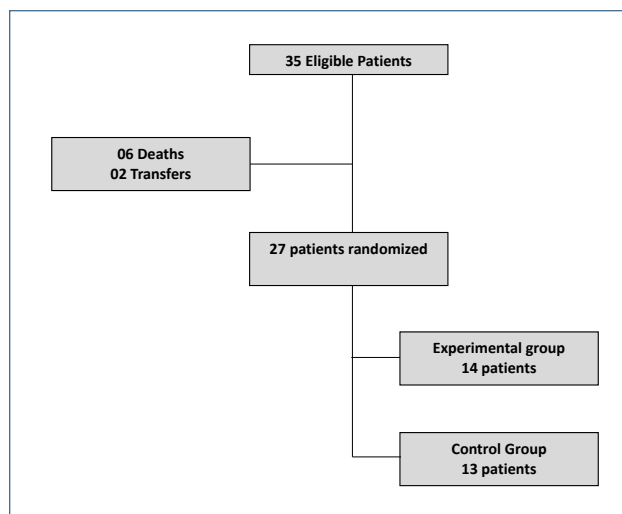 35 Eligible Patients
06 Deaths
02 Transfers
27 patients randomized
Experimental group
14 patients
Control Group
13 patients